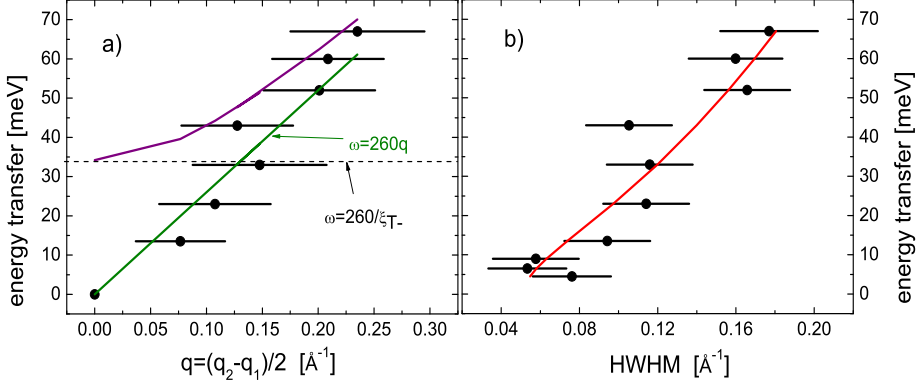 a)
energy transfer [meV]
70
60
50
40
30
20
10
0
ω=260q
ω=260/ξT-
0.00 0.05 0.10 0.15 0.20 0.25 0.30
q=(q2-q1)/2 [Å-1]
b)
0.04 0.08 0.12 0.16 0.20
HWHM [Å-1]
70
60
50
40
30
20
10
0
energy transfer [meV]